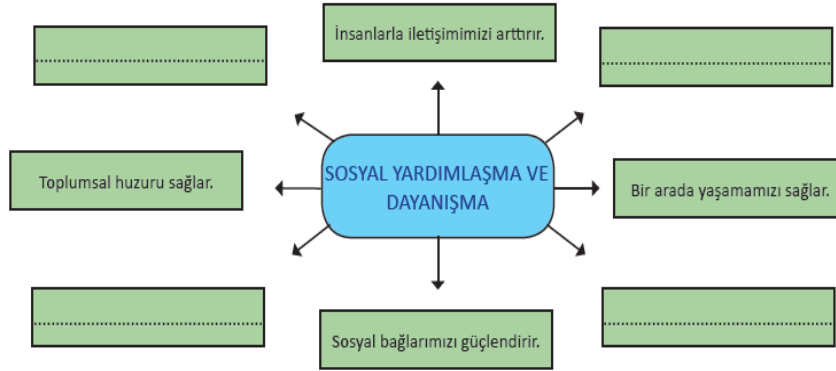 İnsanlarla iletişimimizi arttırır.
Toplumsal huzuru sağlar.
SOSYAL YARDIMLAŞMA VE
DAYANIŞMA
Bir arada yaşamamızı sağlar.
Sosyal bağlarımızı güçlendirir.